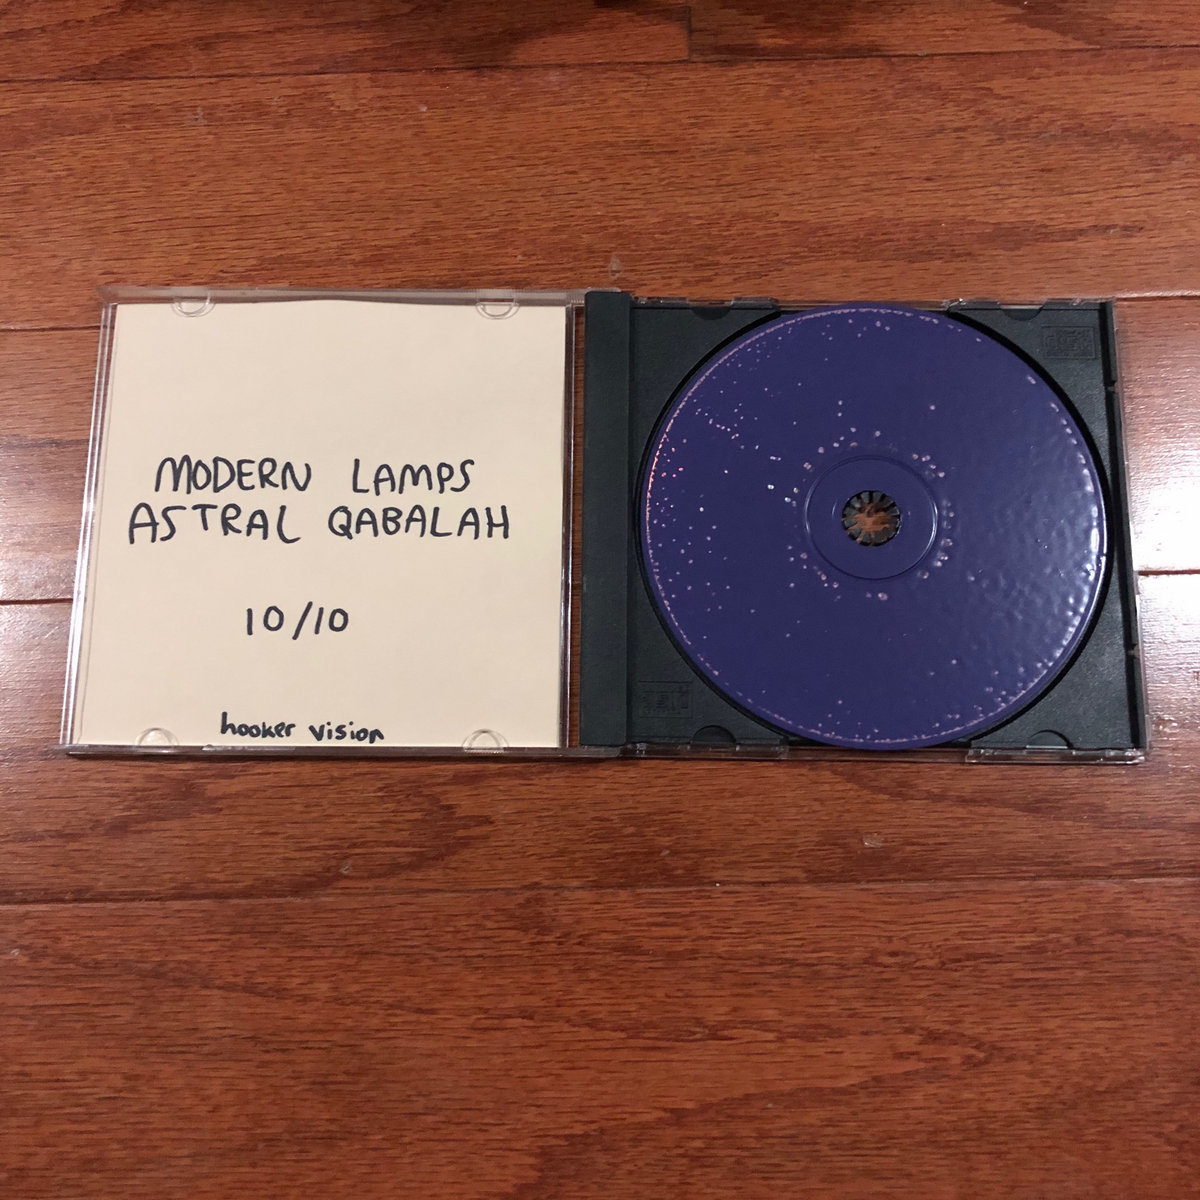 MODERN LAMPS
ASTRAL QABALAH
10/10
hooker vision